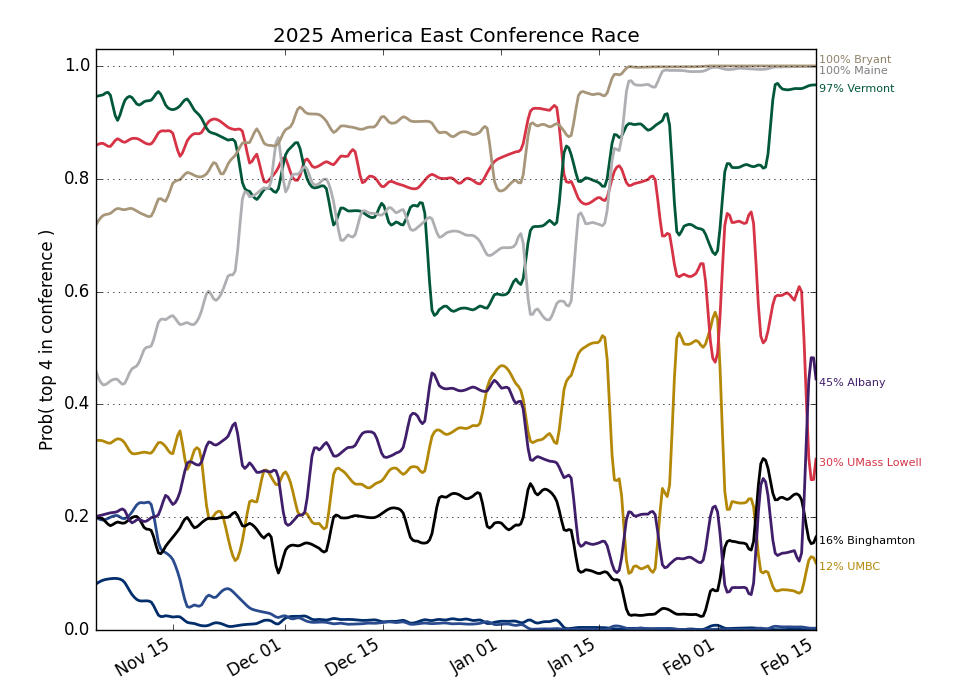 2025 America East Conference Race
Prob( top 4 in conference )
1.0
0.8
0.6
0.4
0.2
0.0
Nov 15
Dec 01
Dec 15
Jan 01
Jan 15
Feb 01
Feb 15
100% Bryant
100% Maine
97% Vermont
45% Albany
30% UMass Lowell
16% Binghamton
12% UMBC